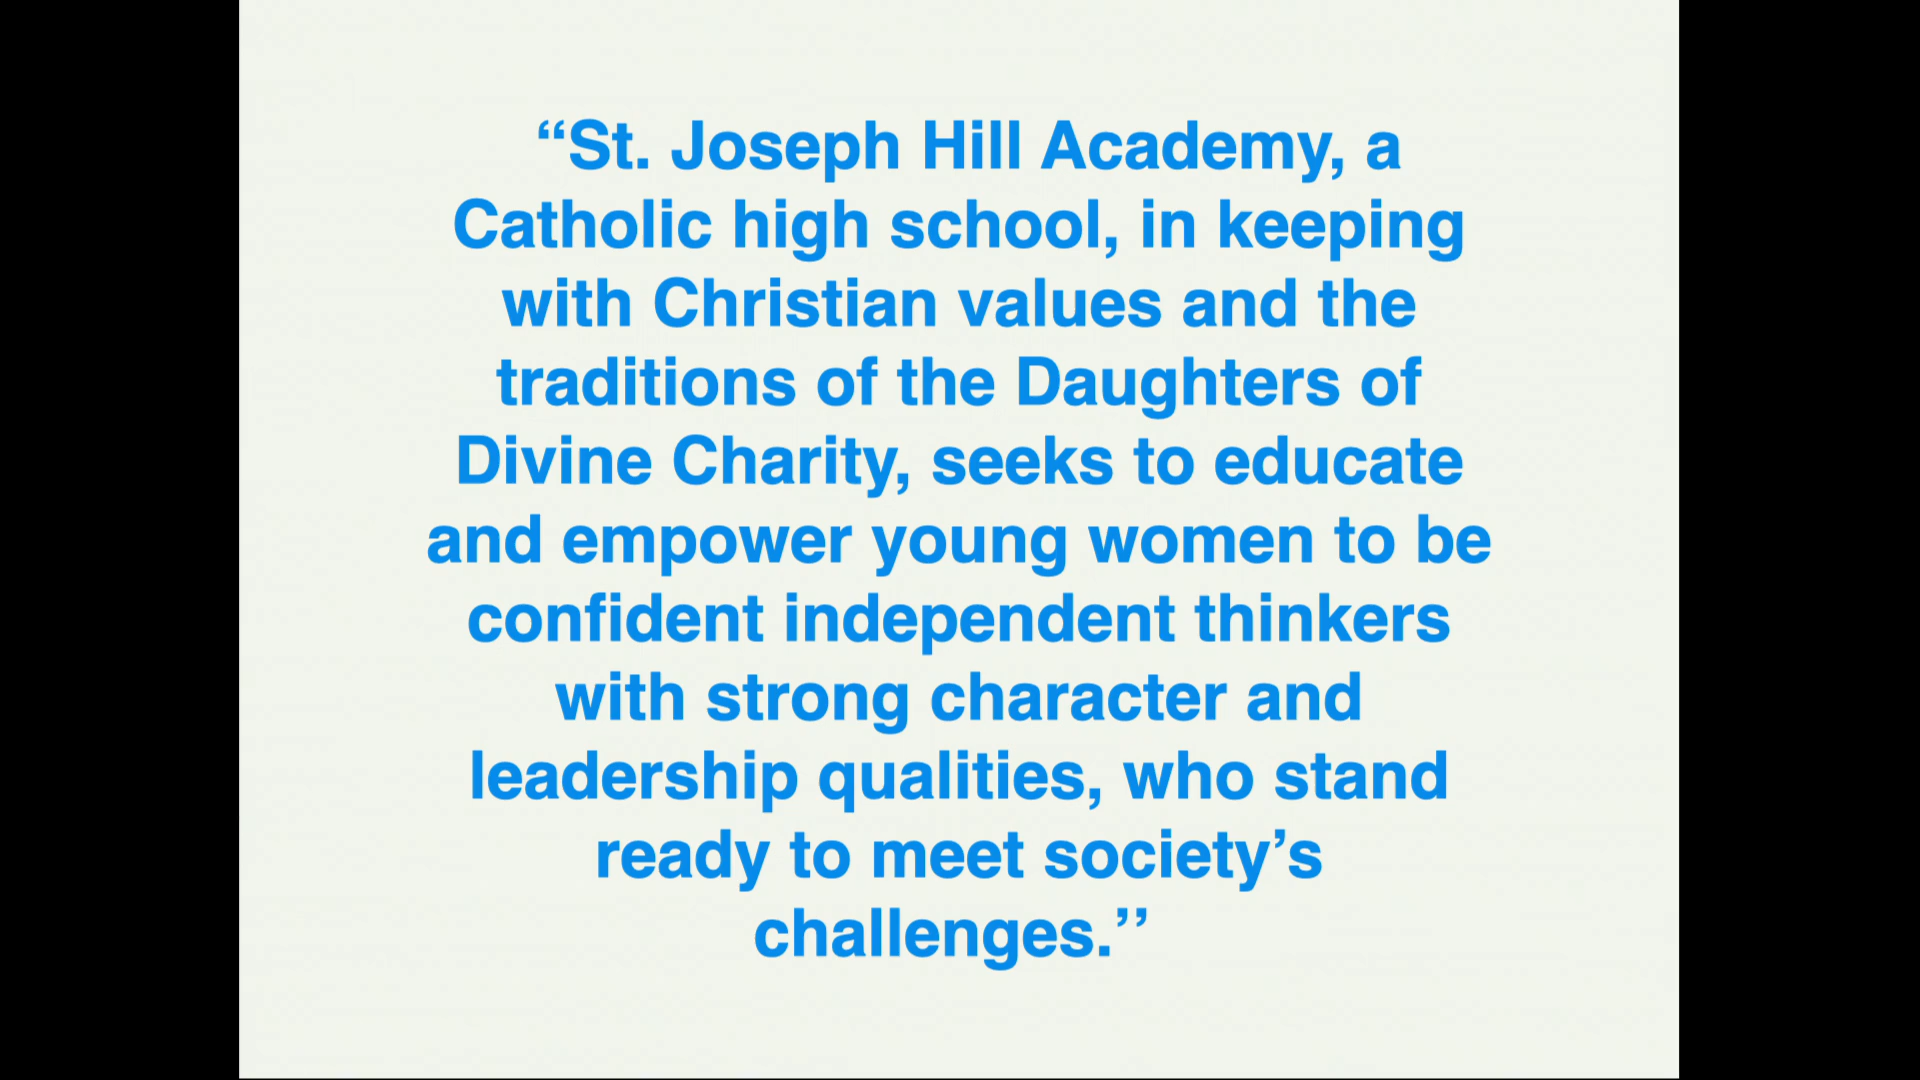 “St. Joseph Hill Academy, a
Catholic high school, in keeping
with Christian values and the
traditions of the Daughters of
Divine Charity, seeks to educate
and empower young women to be
confident independent thinkers
with strong character and
leadership qualities, who stand
ready to meet society’s
challenges.’’